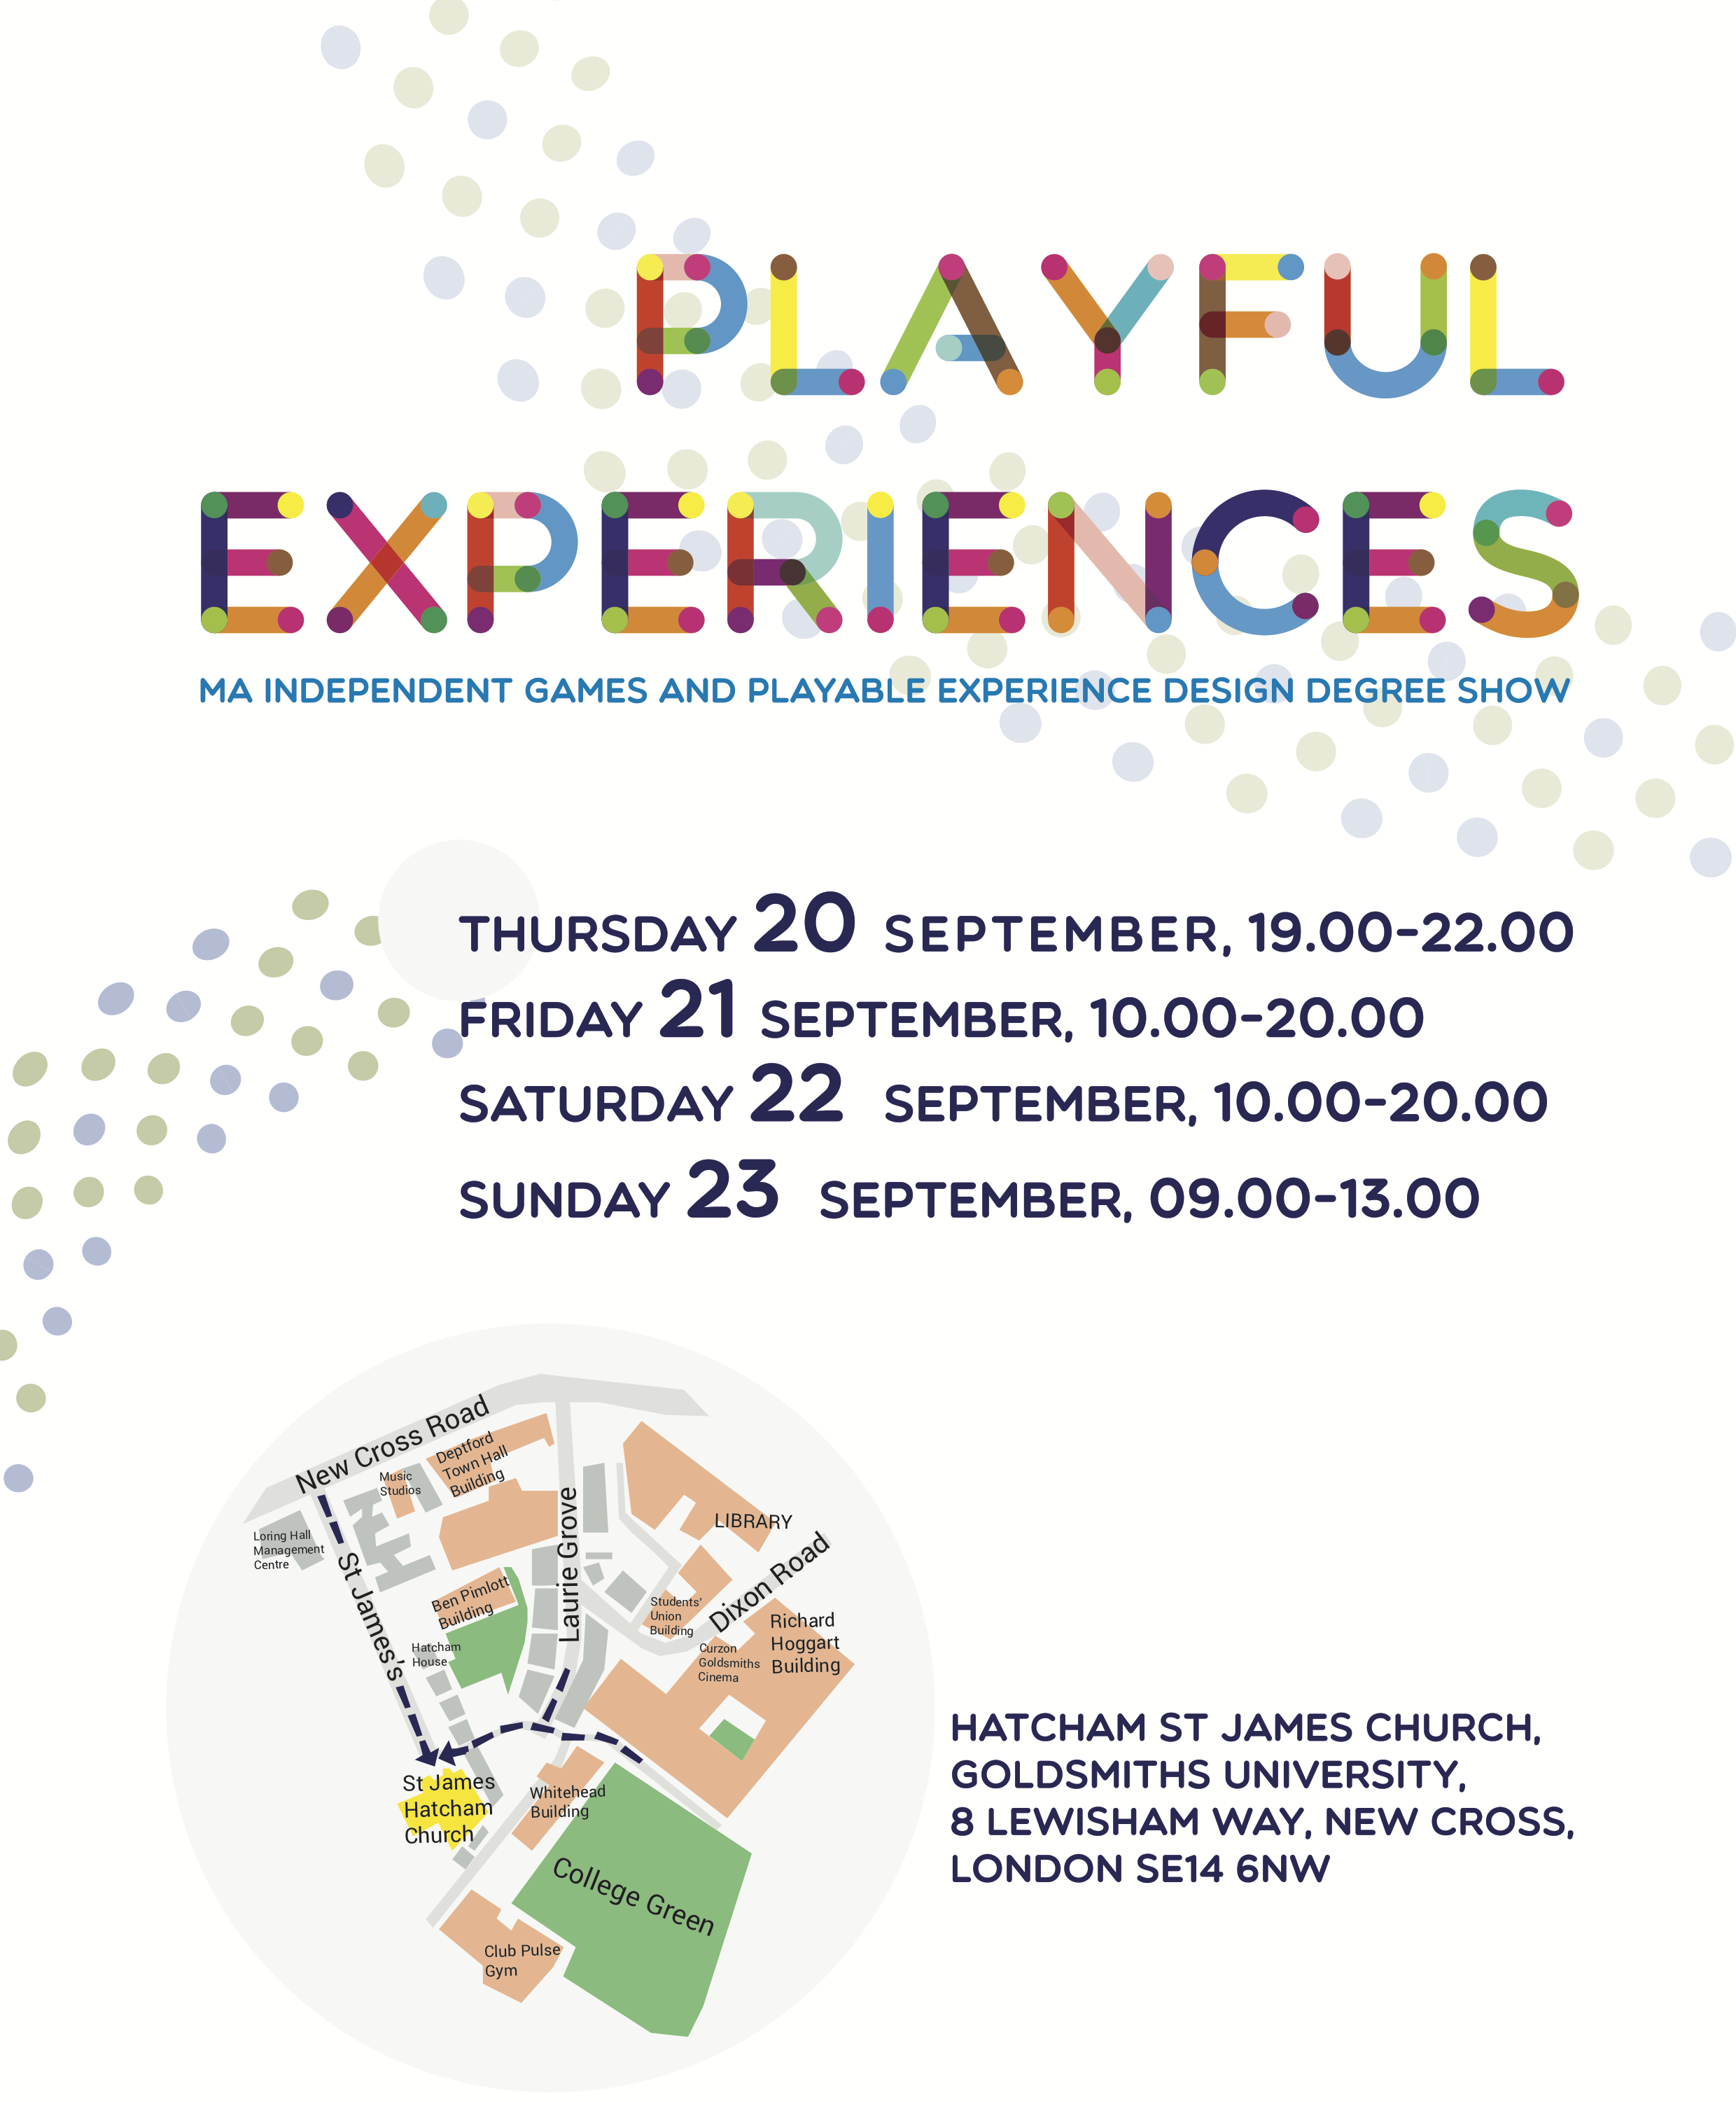 PLAYFUL
EXPERIENCES
MA INDEPENDENT GAMES AND PLAYABLE EXPERIENCE DESIGN DEGREE SHOW
THURSDAY 20 SEPTEMBER, 19.00-22.00
FRIDAY 21 SEPTEMBER, 10.00-20.00
SATURDAY 22 SEPTEMBER, 10.00-20.00
SUNDAY 23 SEPTEMBER, 09.00-13.00
New Cross Road
Deptford
Town Hall
Building
Music
Studios
Loring Hall
Management
Centre
St James's
Laurie Grove
LIBRARY
Dixon Road
Ben Pimlott
Building
Hatcham
House
Students'
Union
Building
Curzon
Goldsmiths
Cinema
Richard
Hoggart
Building
St James
Hatcham
Church
Whitehead
Building
College Green
Club Pulse
Gym
HATCHAM ST JAMES CHURCH,
GOLDSMITHS UNIVERSITY,
8 LEWISHAM WAY, NEW CROSS,
LONDON SE14 6NW